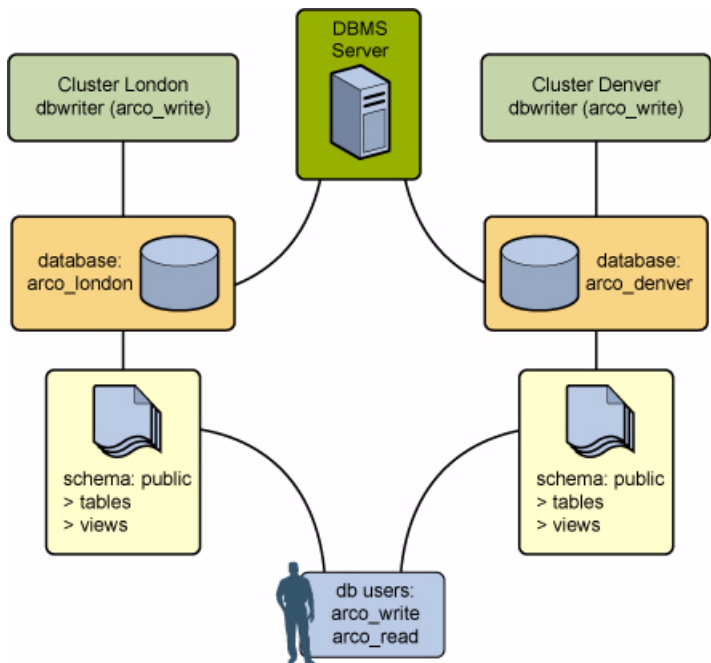 DBMS
Server
Cluster London
dbwriter (arco_write)
Cluster Denver
dbwriter (arco_write)
database:
arco_london
database:
arco_denver
schema: public
> tables
> views
schema: public
> tables
> views
db users:
arco_write
arco_read